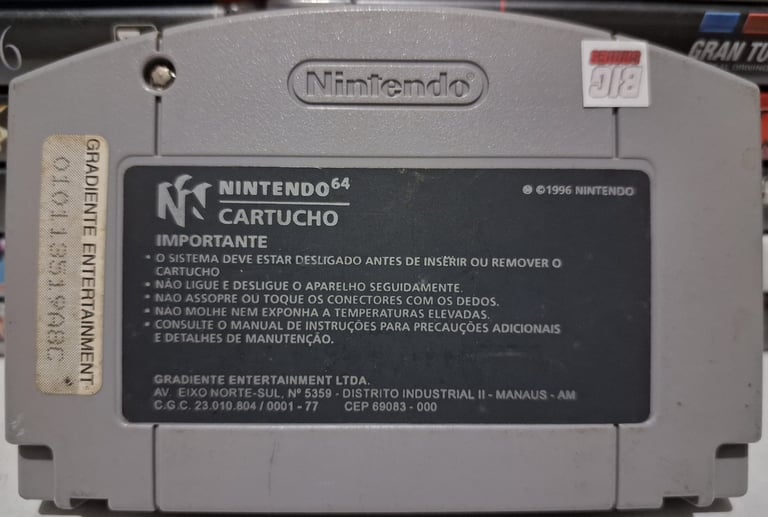 6
GRAN TU
Nintendo®
BIG
GRADIENTE ENTERTAINMENT
NINTENDO64
CARTUCHO
©1996 NINTENDO
IMPORTANTE
• O SISTEMA DEVE ESTAR DESLIGADO ANTES DE INSERIR OU REMOVER O
CARTUCHO
• NÃO LIGUE E DESLIGUE O APARELHO SEGUIDAMENTE.
• NAO ASSOPRE OU TOQUE OS CONECTORES COM OS DEDOS.
• NAO MOLHE NEM EXPONHA A TEMPERATURAS ELEVADAS.
• CONSULTE O MANUAL DE INSTRUÇÕES PARA PRECAUÇÕES ADICIONAIS
E DETALHES DE MANUTENÇÃO.
GRADIENTE ENTERTAINMENT LTDA.
AV. EIXO NORTE-SUL, Nº 5359 - DISTRITO INDUSTRIAL II - MANAUS - AM
C.G.C. 23.010.804 / 0001 - 77 CEP 69083 - 000